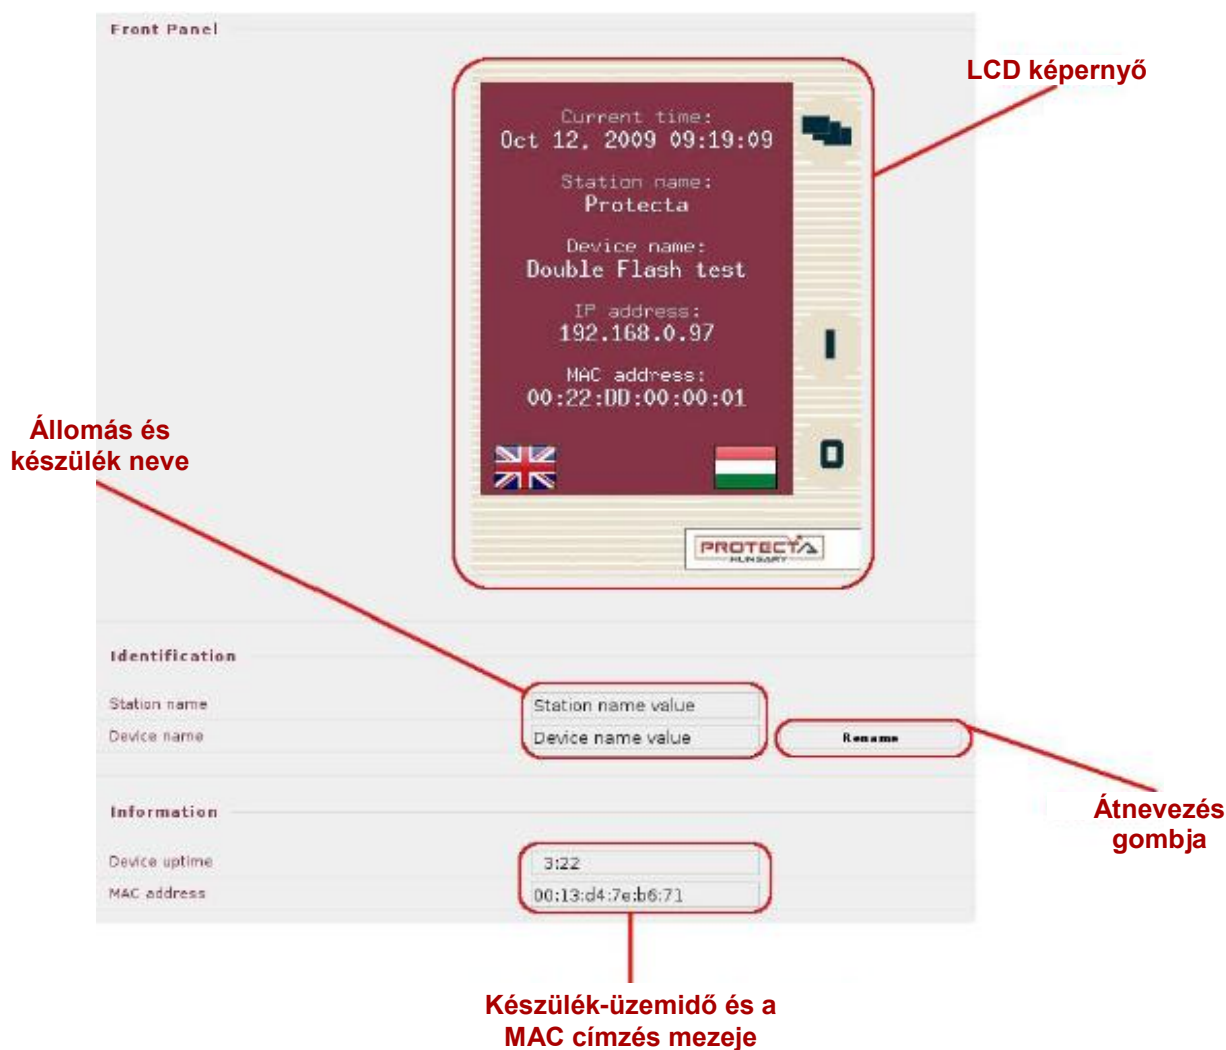 Front Panel
LCD képernyő
Current time:
Oct 12, 2009 09:19:09
Station name:
Protecta
Device name:
Double Flash test
IP address:
192.168.0.97
I
MAC address:
00:22:DD:00:00:01
Állomás és
készülék neve
O
PROTECTA
HUNGARY
Identification
Station name
Station name value
Device name
Device name value
Rename
Information
Átnevezés
gombja
Device uptime
3:22
MAC address
00:13:d4:7e:b6:71
Készülék-üzemidő és a
MAC címzés mezeje